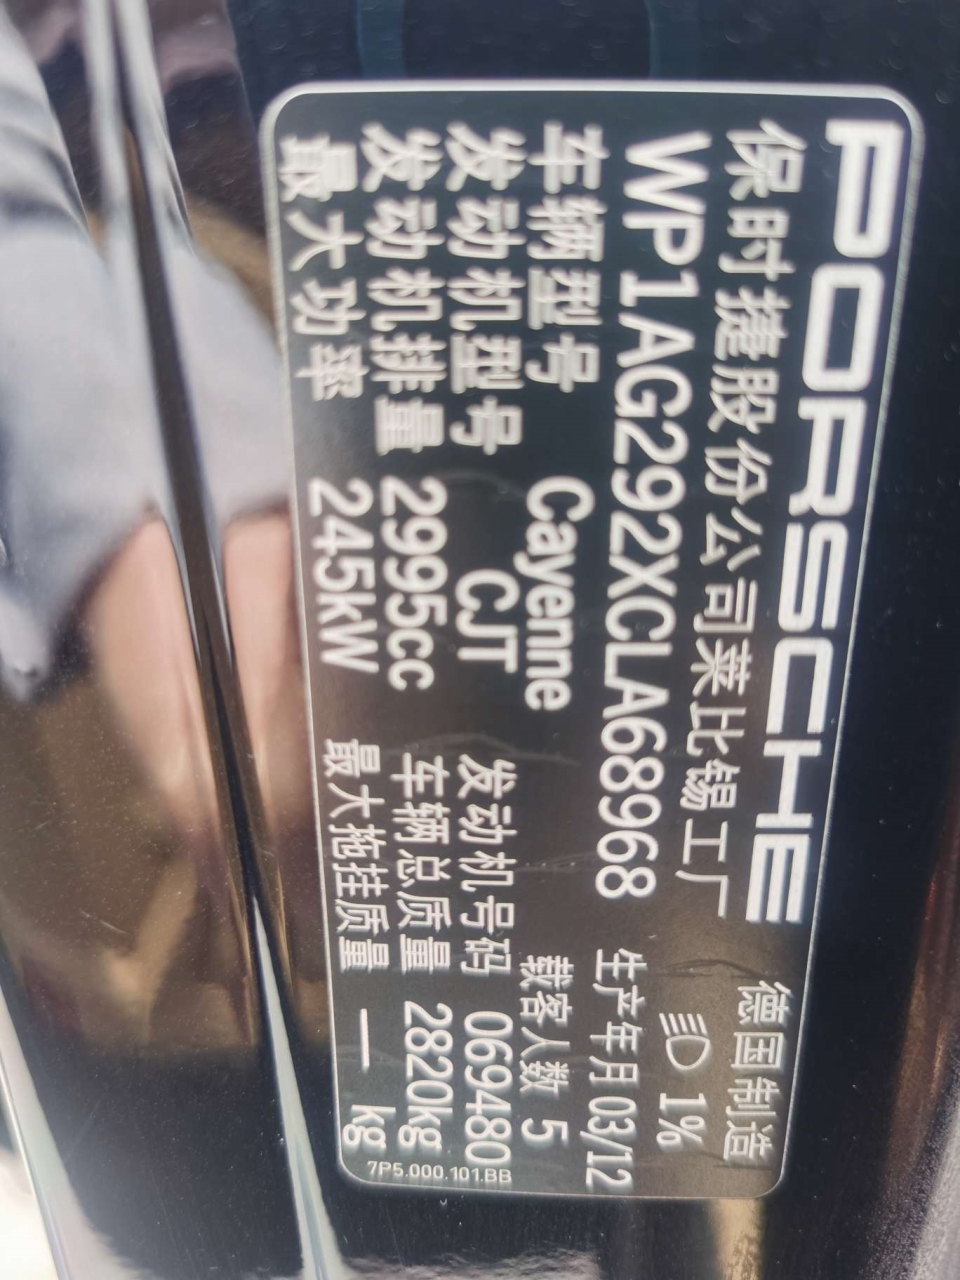 PORSCHE
德国制造
保时捷股份公司莱比锡工厂
1%
WP1AG292XCLA68968
生产年月 03/12
车辆型号 Cayenne
载客人数 5
发动机型号 CJT
发动机号码 069480
发动机排量 2995cc
车辆总质量 2820kg
最大功率 245kW
最大拖挂质量 — kg
7P5.000.101.BB